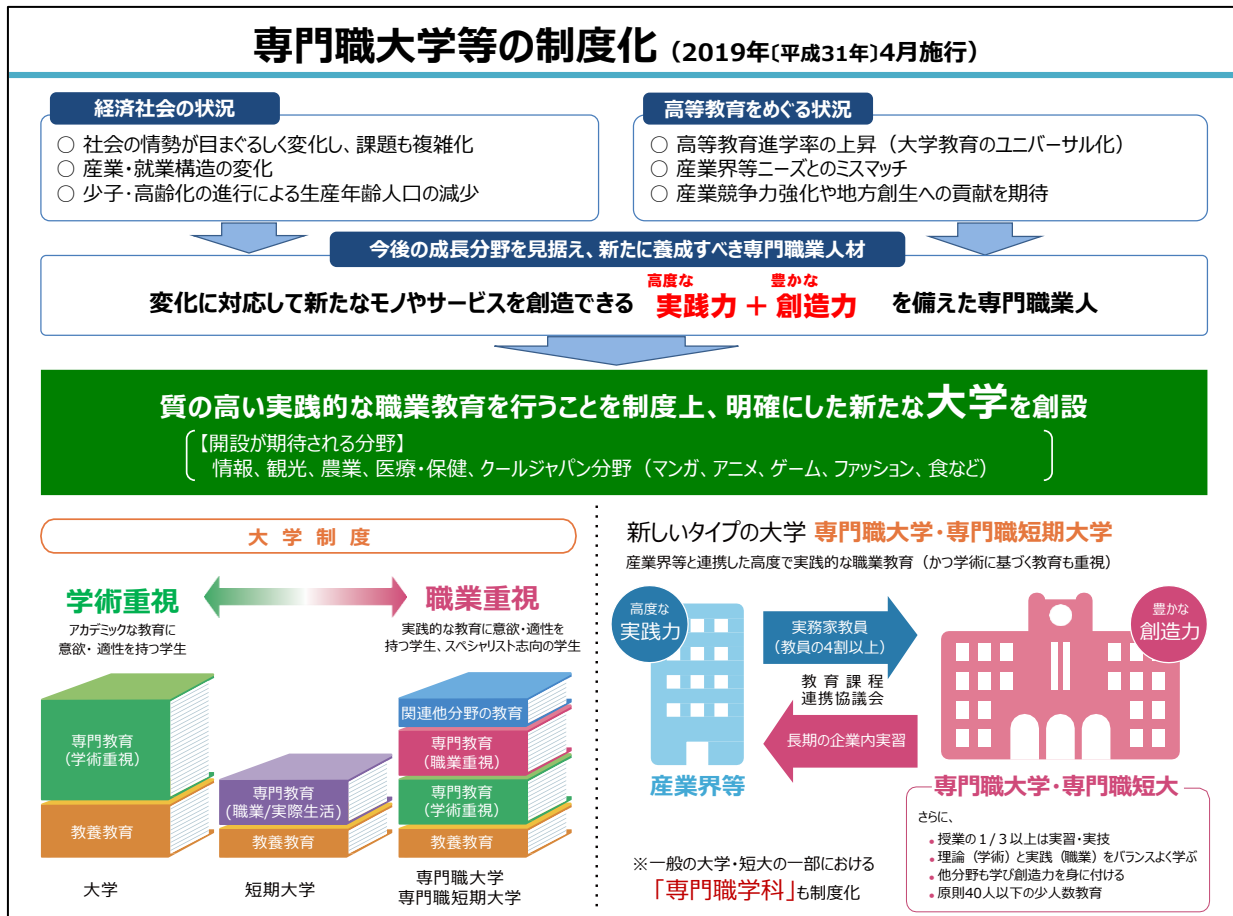 専門職大学等の制度化 (2019年〔平成31年〕4月施行)
経済社会の状況
○ 社会の情勢が目まぐるしく変化し、課題も複雑化
○ 産業・就業構造の変化
○ 少子・高齢化の進行による生産年齢人口の減少
高等教育をめぐる状況
○ 高等教育進学率の上昇（大学教育のユニバーサル化）
○ 産業界等ニーズとのミスマッチ
○ 産業競争力強化や地方創生への貢献を期待
今後の成長分野を見据え、新たに養成すべき専門職業人材
高度な 豊かな
変化に対応して新たなモノやサービスを創造できる 実践力 ＋ 創造力 を備えた専門職業人
質の高い実践的な職業教育を行うことを制度上、明確にした新たな大学を創設
【開設が期待される分野】
情報、観光、農業、医療・保健、クールジャパン分野（マンガ、アニメ、ゲーム、ファッション、食など）
大学制度
学術重視
アカデミックな教育に
意欲・適性を持つ学生
職業重視
実践的な教育に意欲・適性を
持つ学生、スペシャリスト志向の学生
専門教育
(学術重視)
教養教育
大学
専門教育
(職業/実際生活)
教養教育
短期大学
関連他分野の教育
専門教育
(職業重視)
専門教育
(学術重視)
教養教育
専門職大学
専門職短期大学
新しいタイプの大学 専門職大学・専門職短期大学
産業界等と連携した高度で実践的な職業教育（かつ学術に基づく教育も重視）
高度な
実践力
実務家教員
(教員の4割以上)
教育課程
連携協議会
長期の企業内実習
豊かな
創造力
産業界等
専門職大学・専門職短大
さらに、
• 授業の１/３以上は実習・実技
• 理論（学術）と実践（職業）をバランスよく学ぶ
• 他分野も学び創造力を身に付ける
• 原則40人以下の少人数教育
※一般の大学・短大の一部における
「専門職学科」も制度化